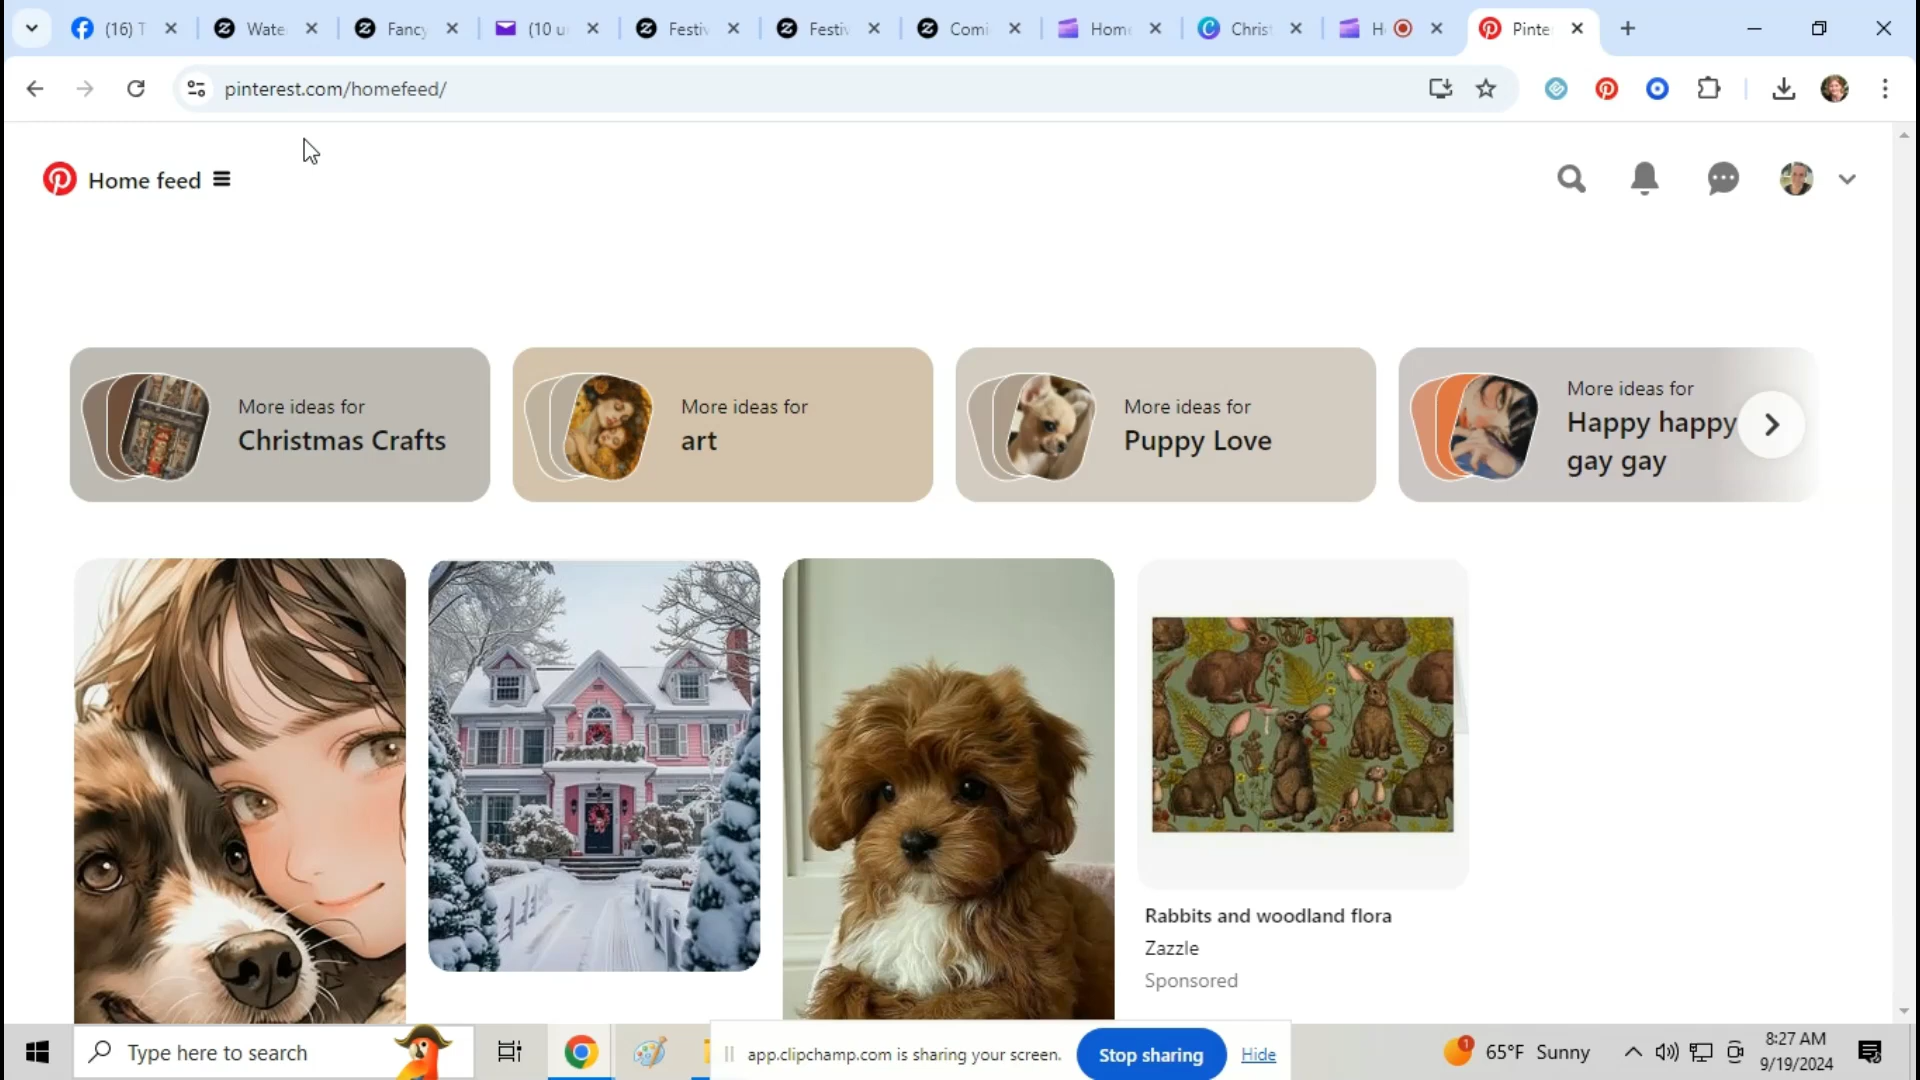 (16) T
Wate
Fancy
(10 u
Festiv
Festiv
Comi
Home
Christ
H
Pinte
pinterest.com/homefeed/
Home feed
More ideas for
Christmas Crafts
More ideas for
art
More ideas for
Puppy Love
More ideas for
Happy happy
gay gay
Rabbits and woodland flora
Zazzle
Sponsored
Type here to search
app.clipchamp.com is sharing your screen.
Stop sharing
Hide
1
65°F Sunny
8:27 AM
9/19/2024